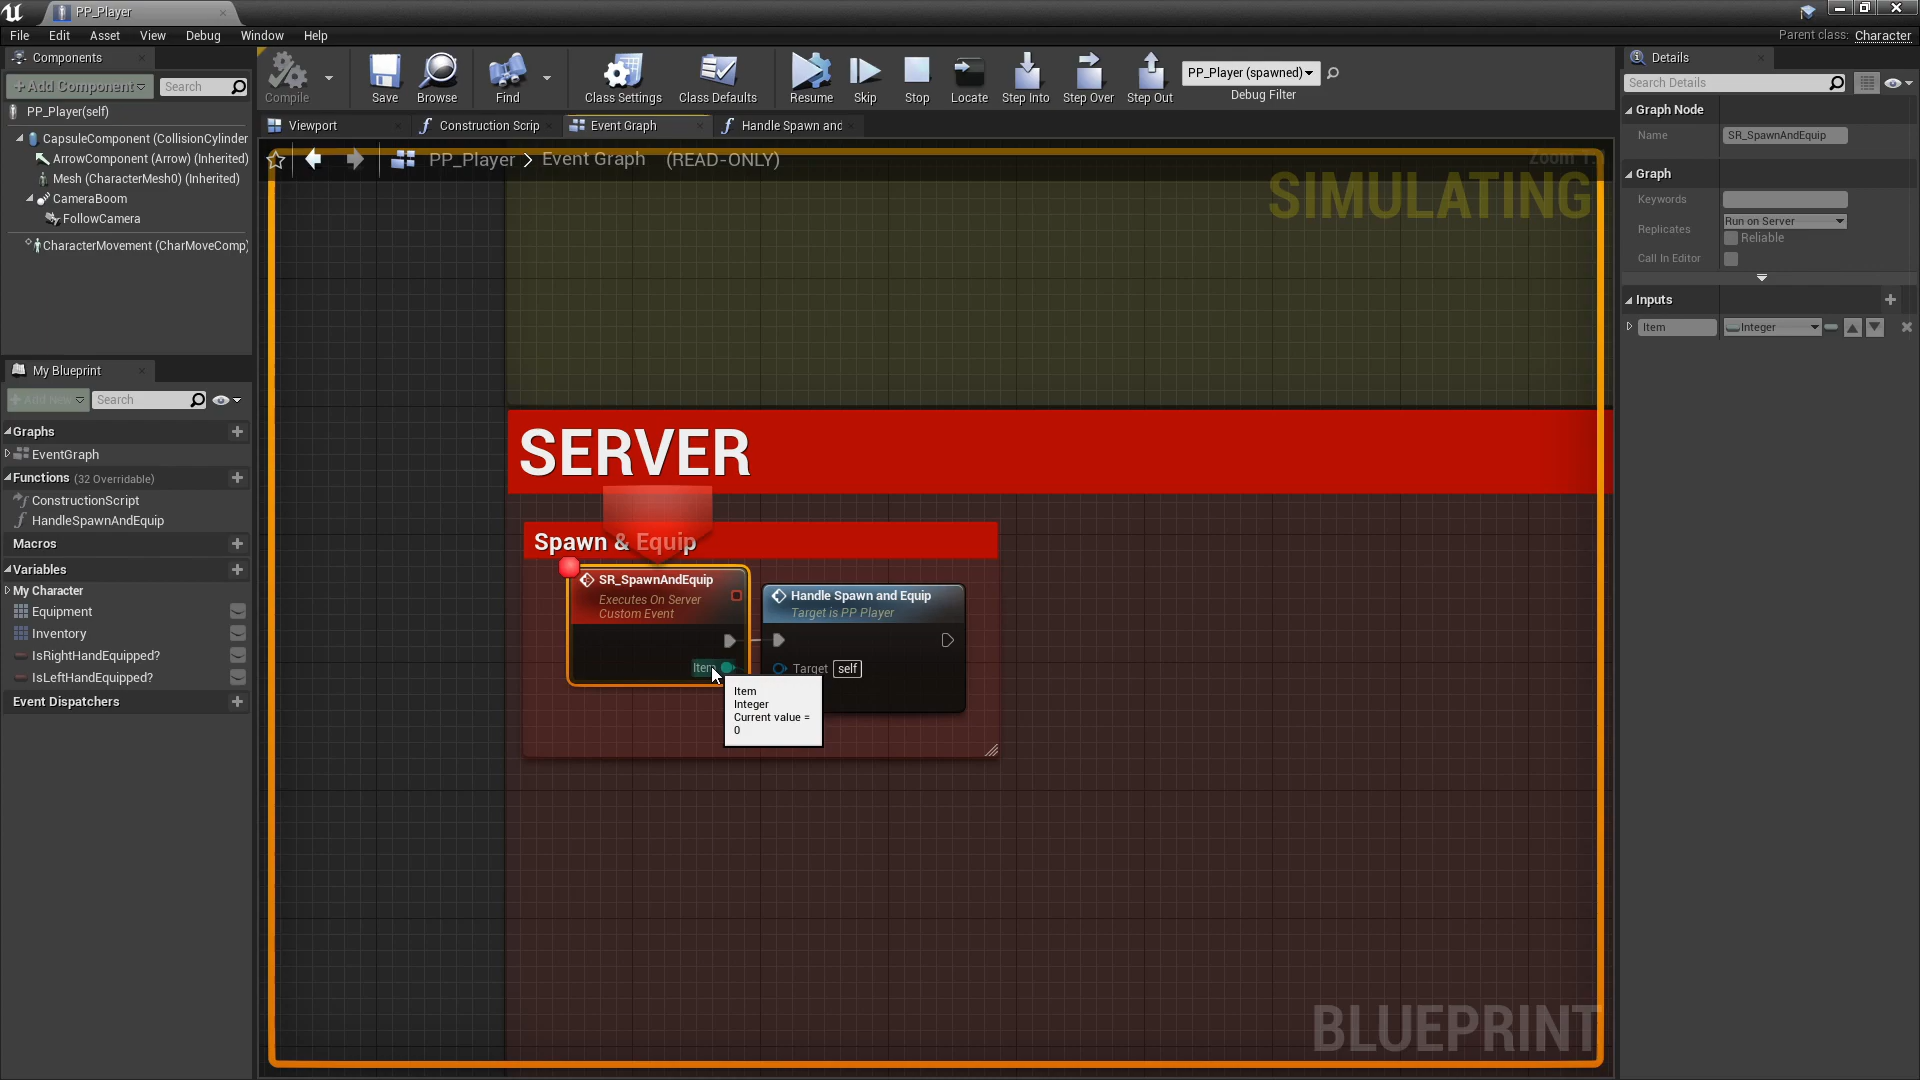 PP_Player
File Edit Asset View Debug Window Help
Parent class: Character
Components
+Add Component
Search
PP_Player(self)
CapsuleComponent (CollisionCylinder
ArrowComponent (Arrow) (Inherited)
Mesh (CharacterMesh0) (Inherited)
CameraBoom
FollowCamera
CharacterMovement (CharMoveComp)
My Blueprint
+Add New
Search
Graphs
EventGraph
Functions (32 Overridable)
ConstructionScript
HandleSpawnAndEquip
Macros
Variables
My Character
Equipment
Inventory
IsRightHandEquipped?
IsLeftHandEquipped?
Event Dispatchers
Compile
Save
Browse
Find
Class Settings
Class Defaults
Resume
Skip
Stop
Locate
Step Into
Step Over
Step Out
PP_Player (spawned)
Debug Filter
Viewport
Construction Scrip
Event Graph
Handle Spawn and
PP_Player > Event Graph (READ-ONLY)
SIMULATING
SERVER
Spawn & Equip
SR_SpawnAndEquip
Executes On Server
Custom Event
Item
Handle Spawn and Equip
Target is PP Player
Target self
Item
Integer
Current value =
0
BLUEPRINT
Details
Search Details
Graph Node
Name SR_SpawnAndEquip
Graph
Keywords
Replicates Run on Server
Reliable
Call In Editor
Inputs
Item Integer